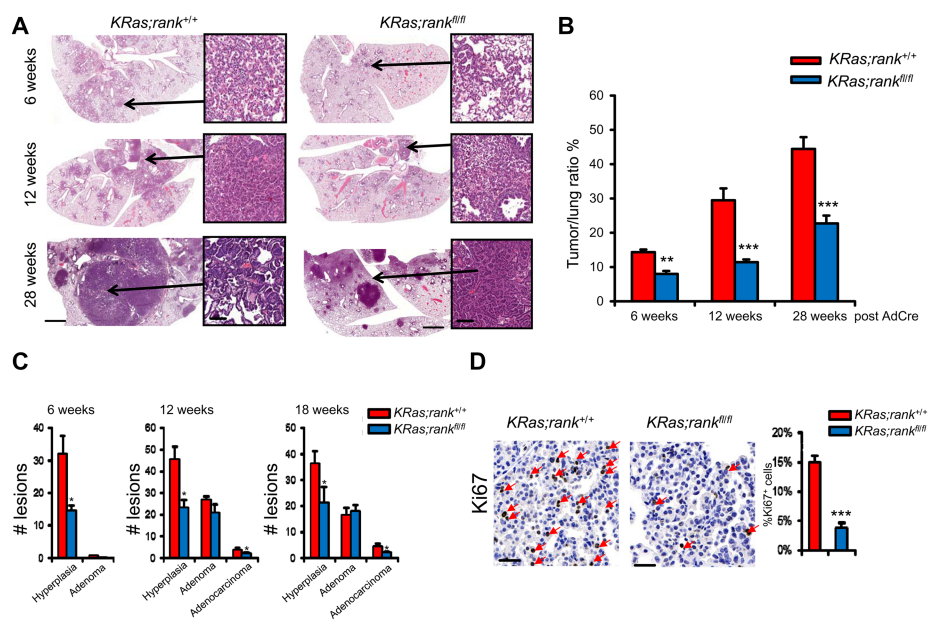 A
KRas;rank+/+
KRas;rankfl/fl
6 weeks
12 weeks
28 weeks
B
KRas;rank+/+
KRas;rankfl/fl
Tumor/lung ratio %
60
50
40
30
20
10
0
**
***
***
6 weeks
12 weeks
28 weeks
post AdCre
C
6 weeks
12 weeks
18 weeks
KRas;rank+/+
KRas;rankfl/fl
# lesions
40
30
20
10
0
*
Hyperplasia
Adenoma
# lesions
60
50
40
30
20
10
0
*
*
Hyperplasia
Adenoma
Adenocarcinoma
# lesions
50
40
30
20
10
0
*
*
Hyperplasia
Adenoma
Adenocarcinoma
D
KRas;rank+/+
KRas;rankfl/fl
Ki67
KRas;rank+/+
KRas;rankfl/fl
%Ki67+ cells
20%
15%
10%
5%
0%
***